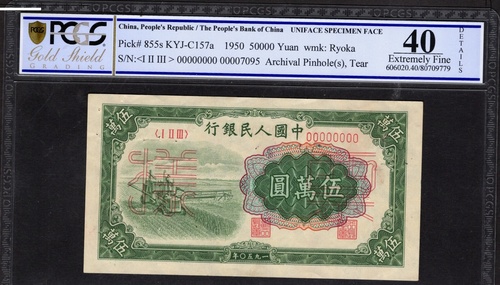 PCGS
Gold Shield
GRADING
China, People's Republic / The People's Bank of China UNIFACE SPECIMEN FACE
Pick# 855s KYJ-C157a 1950 50000 Yuan wmk: Ryoka
S/N:<I II III > 00000000 00007095 Archival Pinhole(s), Tear
40
Extremely Fine
606020.40/80709779
DETAILS
行銀民人國中
〈I II III〉
00000000
伍萬
伍萬
圓萬伍
萬伍
萬伍
年〇五九一